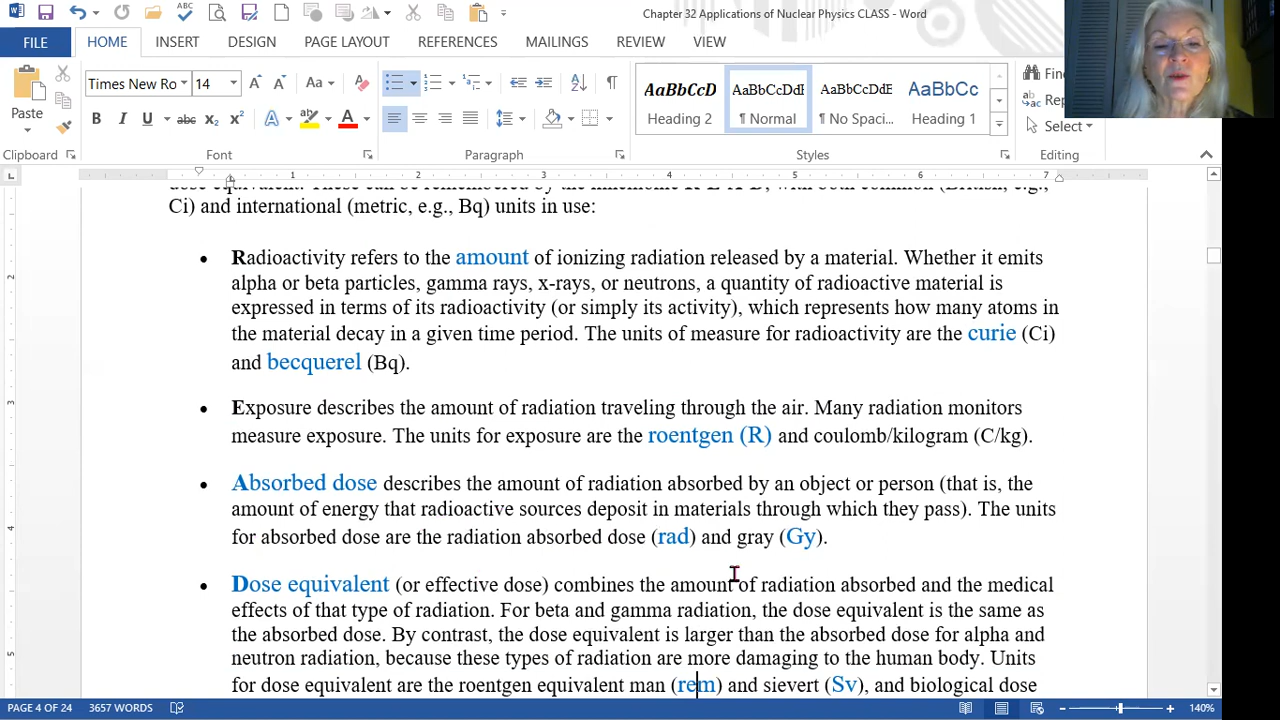 Chapter 32 Applications of Nuclear Physics CLASS - Word
FILE HOME INSERT DESIGN PAGE LAYOUT REFERENCES MAILINGS REVIEW VIEW
Times New Ro 14 Aa
AaBbCcD AaBbCcDdE AaBbCcDdE AaBbCc
Paste Heading 2 ¶ Normal ¶ No Spaci... Heading 1 Select
Clipboard Font Paragraph Styles Editing
1 2 3 4 5 6 7
Ci) and international (metric, e.g., Bq) units in use:
• Radioactivity refers to the amount of ionizing radiation released by a material. Whether it emits
alpha or beta particles, gamma rays, x-rays, or neutrons, a quantity of radioactive material is
expressed in terms of its radioactivity (or simply its activity), which represents how many atoms in
the material decay in a given time period. The units of measure for radioactivity are the curie (Ci)
and becquerel (Bq).
• Exposure describes the amount of radiation traveling through the air. Many radiation monitors
measure exposure. The units for exposure are the roentgen (R) and coulomb/kilogram (C/kg).
• Absorbed dose describes the amount of radiation absorbed by an object or person (that is, the
amount of energy that radioactive sources deposit in materials through which they pass). The units
for absorbed dose are the radiation absorbed dose (rad) and gray (Gy).
• Dose equivalent (or effective dose) combines the amount of radiation absorbed and the medical
effects of that type of radiation. For beta and gamma radiation, the dose equivalent is the same as
the absorbed dose. By contrast, the dose equivalent is larger than the absorbed dose for alpha and
neutron radiation, because these types of radiation are more damaging to the human body. Units
for dose equivalent are the roentgen equivalent man (rem) and sievert (Sv), and biological dose
PAGE 4 OF 24 3657 WORDS 140%